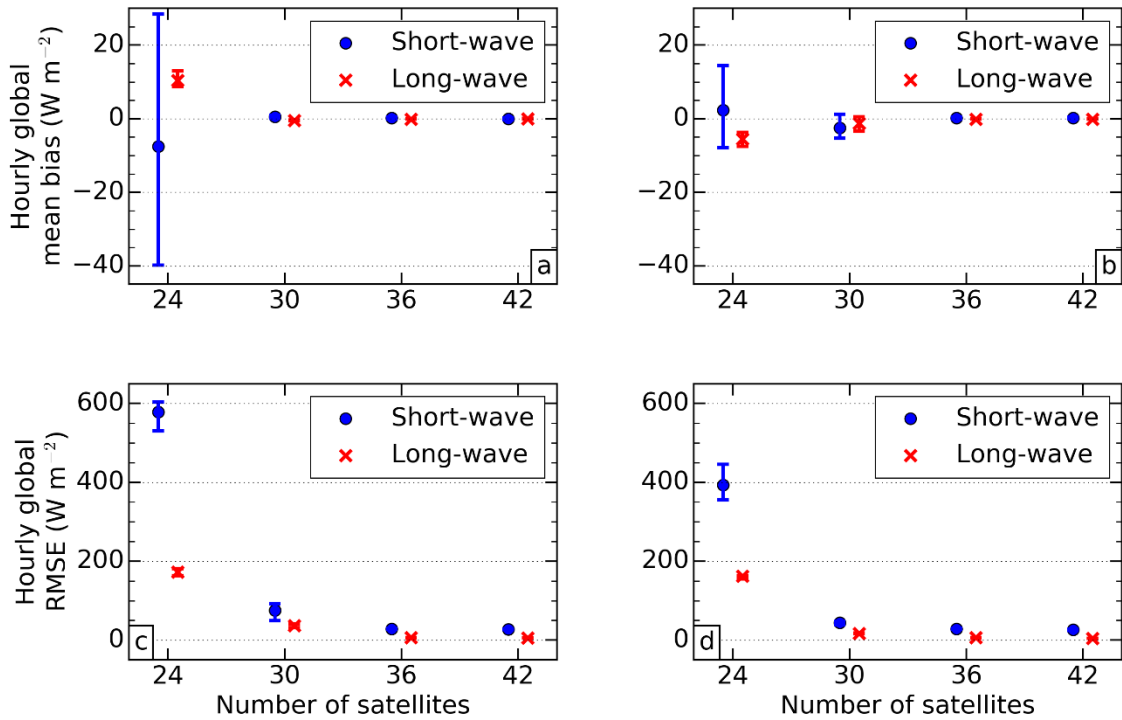 Hourly global
mean bias (W m⁻²)
20
0
−20
−40
Short-wave
Long-wave
a
24
30
36
42
20
0
−20
−40
Short-wave
Long-wave
b
24
30
36
42
Hourly global
RMSE (W m⁻²)
600
400
200
0
Short-wave
Long-wave
c
24
30
36
42
Number of satellites
600
400
200
0
Short-wave
Long-wave
d
24
30
36
42
Number of satellites